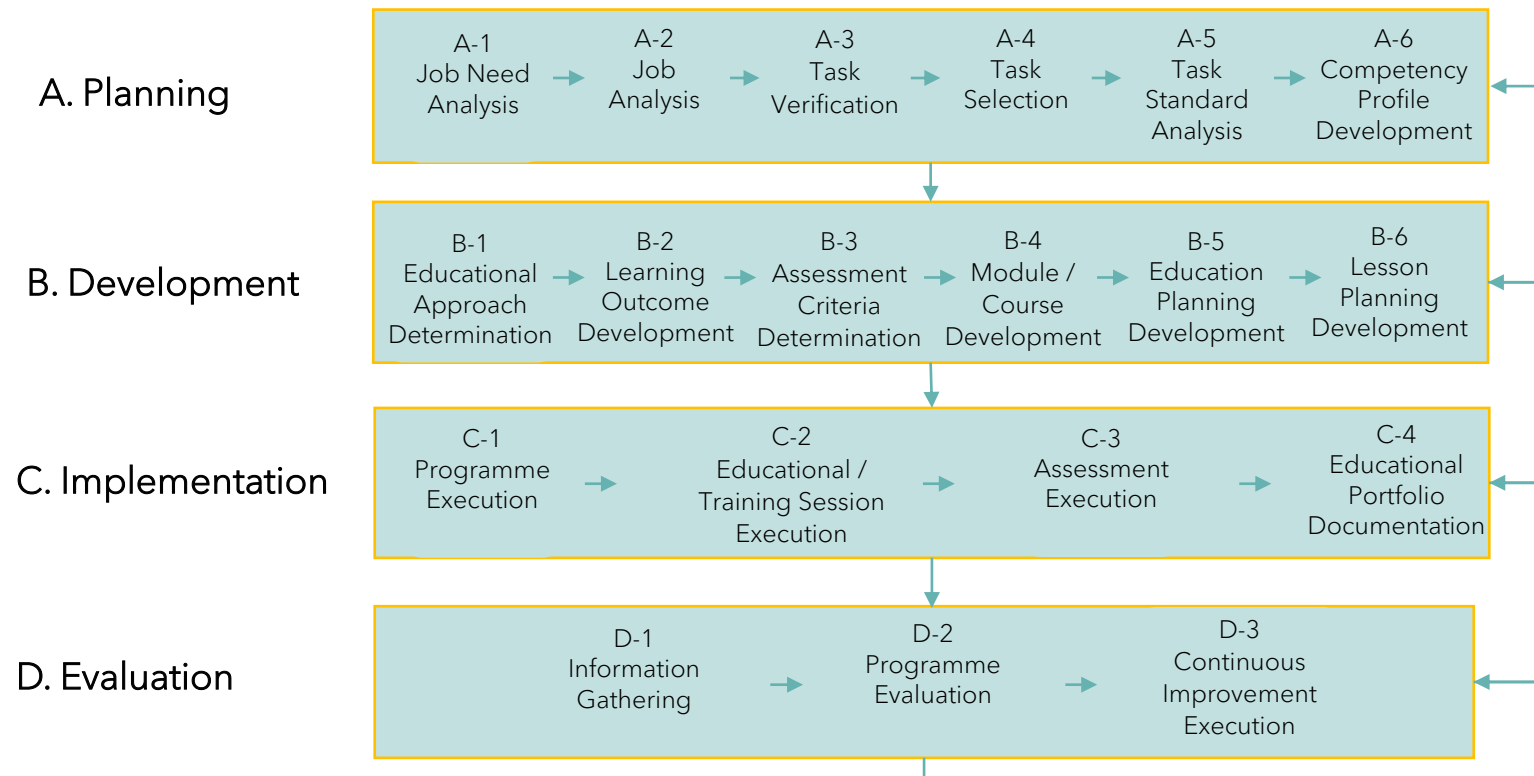 A. Planning
A-1
Job Need
Analysis
A-2
Job
Analysis
A-3
Task
Verification
A-4
Task
Selection
A-5
Task
Standard
Analysis
A-6
Competency
Profile
Development
B. Development
B-1
Educational
Approach
Determination
B-2
Learning
Outcome
Development
B-3
Assessment
Criteria
Determination
B-4
Module /
Course
Development
B-5
Education
Planning
Development
B-6
Lesson
Planning
Development
C. Implementation
C-1
Programme
Execution
C-2
Educational /
Training Session
Execution
C-3
Assessment
Execution
C-4
Educational
Portfolio
Documentation
D. Evaluation
D-1
Information
Gathering
D-2
Programme
Evaluation
D-3
Continuous
Improvement
Execution